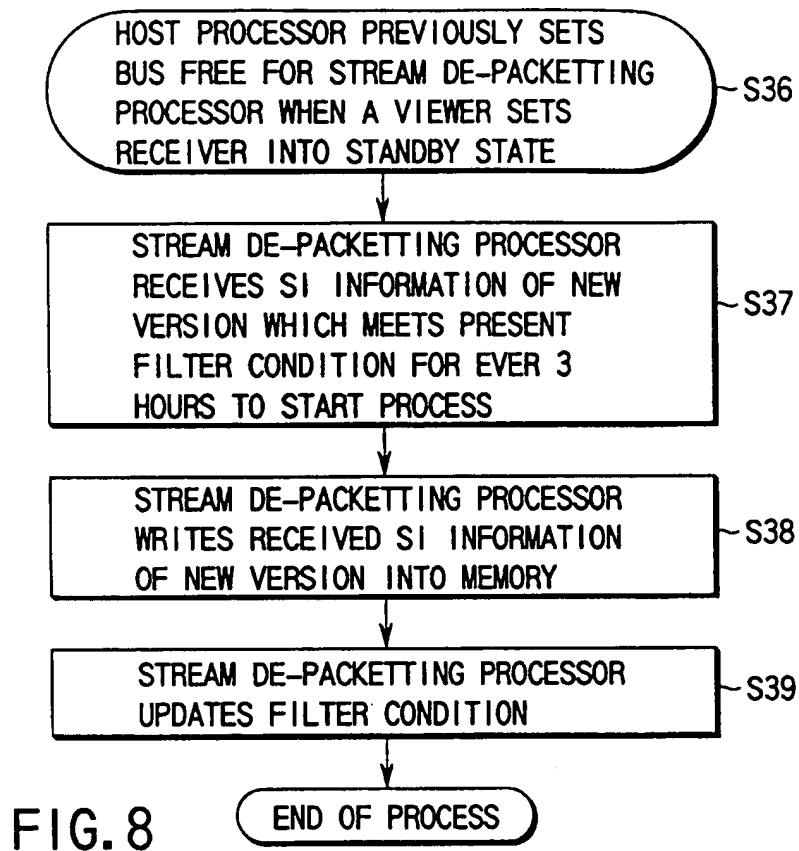 HOST PROCESSOR PREVIOUSLY SETS
BUS FREE FOR STREAM DE-PACKETTING
PROCESSOR WHEN A VIEWER SETS
RECEIVER INTO STANDBY STATE
S36
STREAM DE-PACKETTING PROCESSOR
RECEIVES SI INFORMATION OF NEW
VERSION WHICH MEETS PRESENT
FILTER CONDITION FOR EVER 3
HOURS TO START PROCESS
S37
STREAM DE-PACKETTING PROCESSOR
WRITES RECEIVED SI INFORMATION
OF NEW VERSION INTO MEMORY
S38
STREAM DE-PACKETTING PROCESSOR
UPDATES FILTER CONDITION
S39
END OF PROCESS
FIG. 8